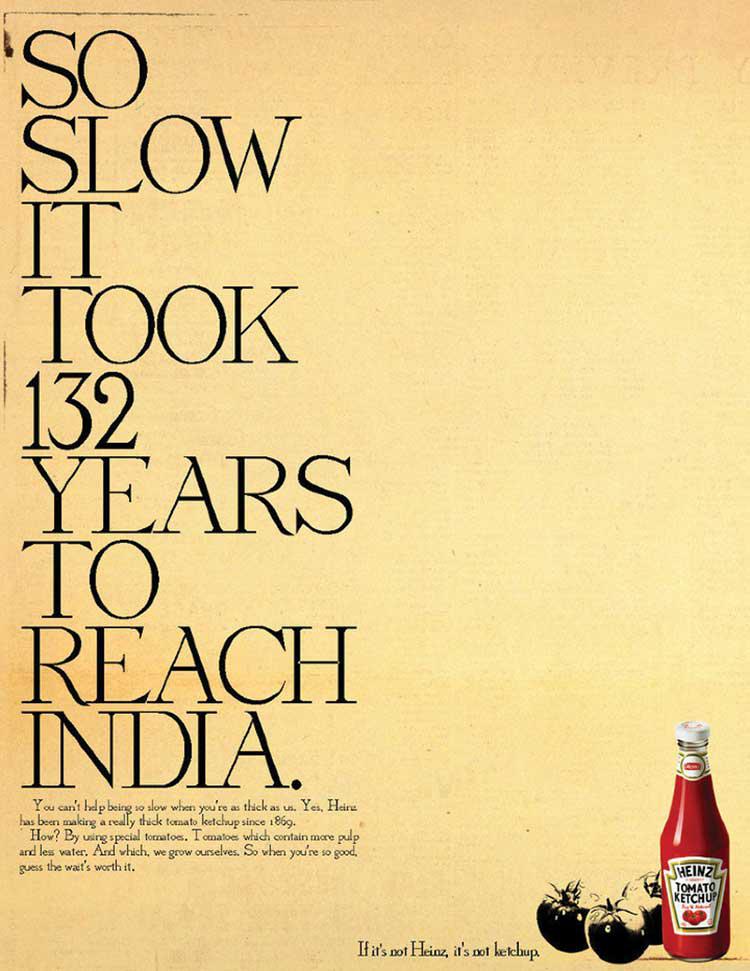 SO
SLOW
IT
TOOK
132
YEARS
TO
REACH
INDIA.
You can't help being so slow when you're as thick as us. Yes, Heinz
has been making a really thick tomato ketchup since 1869.
How? By using special tomatoes. Tomatoes which contain more pulp
and less water. And which, we grow ourselves. So when you're so good,
guess the wait's worth it.
If it's not Heinz, it's not ketchup.
HEINZ
TOMATO
KETCHUP